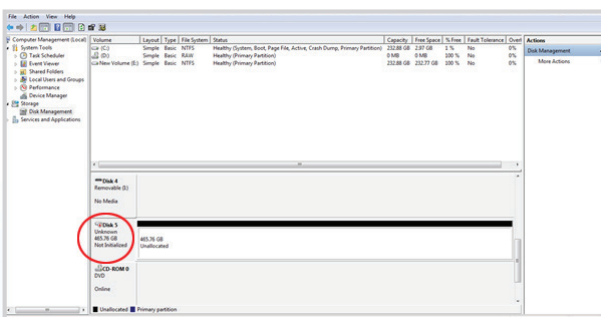 File Action View Help
Computer Management (Local)
System Tools
Task Scheduler
Event Viewer
Shared Folders
Local Users and Groups
Performance
Device Manager
Storage
Disk Management
Services and Applications
Volume Layout Type File System Status Capacity Free Space % Free Fault Tolerance Overl
(C:) Simple Basic NTFS Healthy (System, Boot, Page File, Active, Crash Dump, Primary Partition) 232.88 GB 2.97 GB 1 % No 0%
(D:) Simple Basic RAW Healthy (Primary Partition) 0 MB 0 MB 100 % No 0%
New Volume (E:) Simple Basic NTFS Healthy (Primary Partition) 232.88 GB 232.77 GB 100 % No 0%
Actions
Disk Management
More Actions
Disk 4
Removable
No Media
Disk 5
Unknown
465.76 GB
Not Initialized
465.76 GB
Unallocated
CD-ROM 0
DVD
Online
Unallocated Primary partition